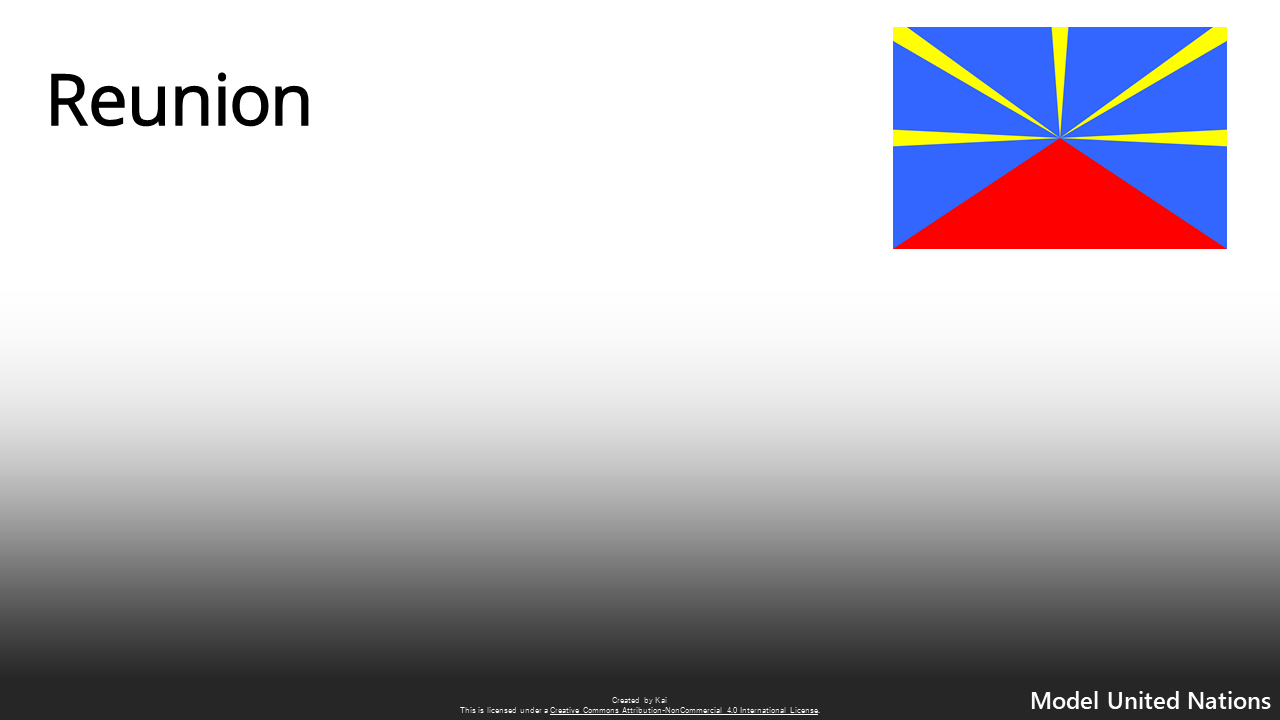 Reunion
Created by Kai
This is licensed under a Creative Commons Attribution-NonCommercial 4.0 International License.
Model United Nations